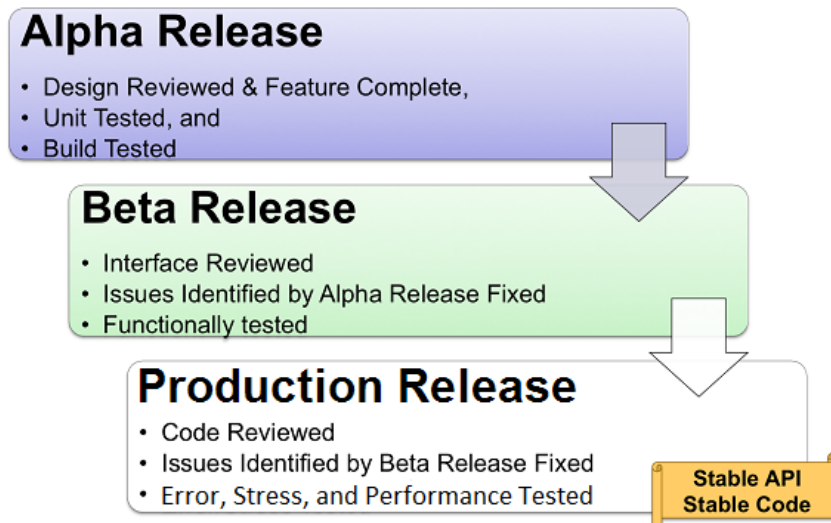 Alpha Release
• Design Reviewed & Feature Complete,
• Unit Tested, and
• Build Tested
Beta Release
• Interface Reviewed
• Issues Identified by Alpha Release Fixed
• Functionally tested
Production Release
• Code Reviewed
• Issues Identified by Beta Release Fixed
• Error, Stress, and Performance Tested
Stable API
Stable Code